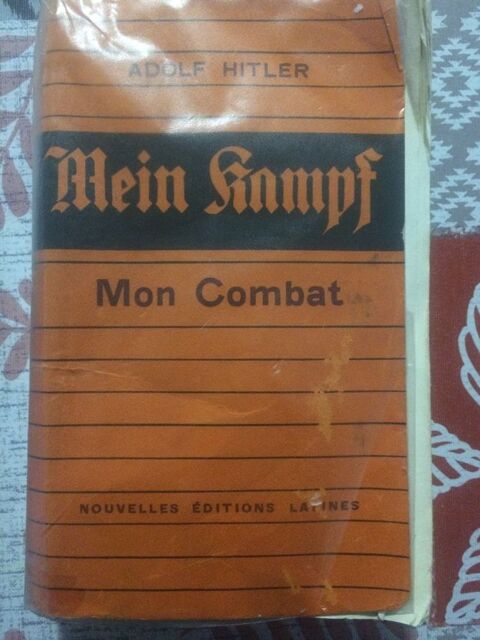 ADOLF HITLER
Mein Kampf
Mon Combat
NOUVELLES ÉDITIONS LATINES